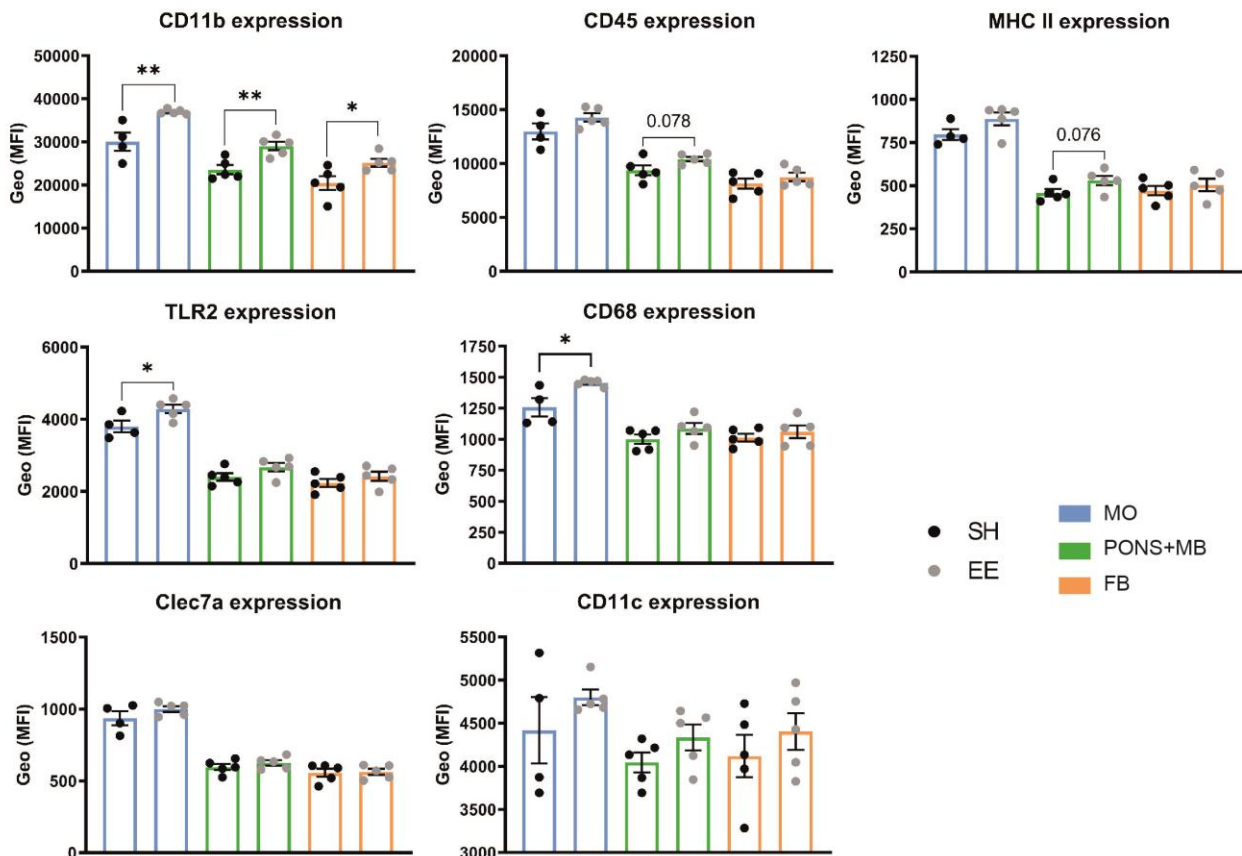 CD11b expression
Geo (MFI)
50000
40000
30000
20000
10000
0
**
**
*
CD45 expression
Geo (MFI)
20000
15000
10000
5000
0
0.078
MHC II expression
Geo (MFI)
1250
1000
750
500
250
0
0.076
TLR2 expression
Geo (MFI)
6000
4000
2000
0
*
CD68 expression
Geo (MFI)
1750
1500
1250
1000
750
500
250
0
*
SH
EE
MO
PONS+MB
FB
Clec7a expression
Geo (MFI)
1500
1000
500
0
CD11c expression
Geo (MFI)
5500
5000
4500
4000
3500
3000